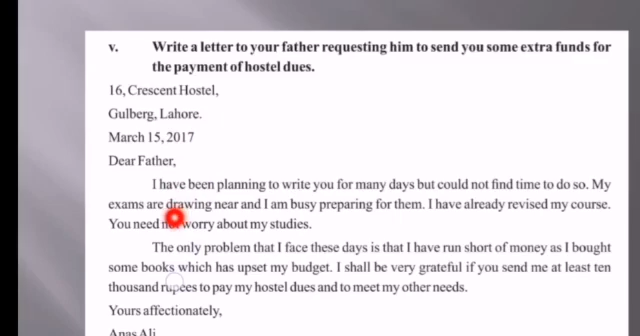 v. Write a letter to your father requesting him to send you some extra funds for
the payment of hostel dues.
16, Crescent Hostel,
Gulberg, Lahore.
March 15, 2017
Dear Father,
I have been planning to write you for many days but could not find time to do so. My
exams are drawing near and I am busy preparing for them. I have already revised my course.
You need not worry about my studies.
The only problem that I face these days is that I have run short of money as I bought
some books which has upset my budget. I shall be very grateful if you send me at least ten
thousand rupees to pay my hostel dues and to meet my other needs.
Yours affectionately,
Anas Ali